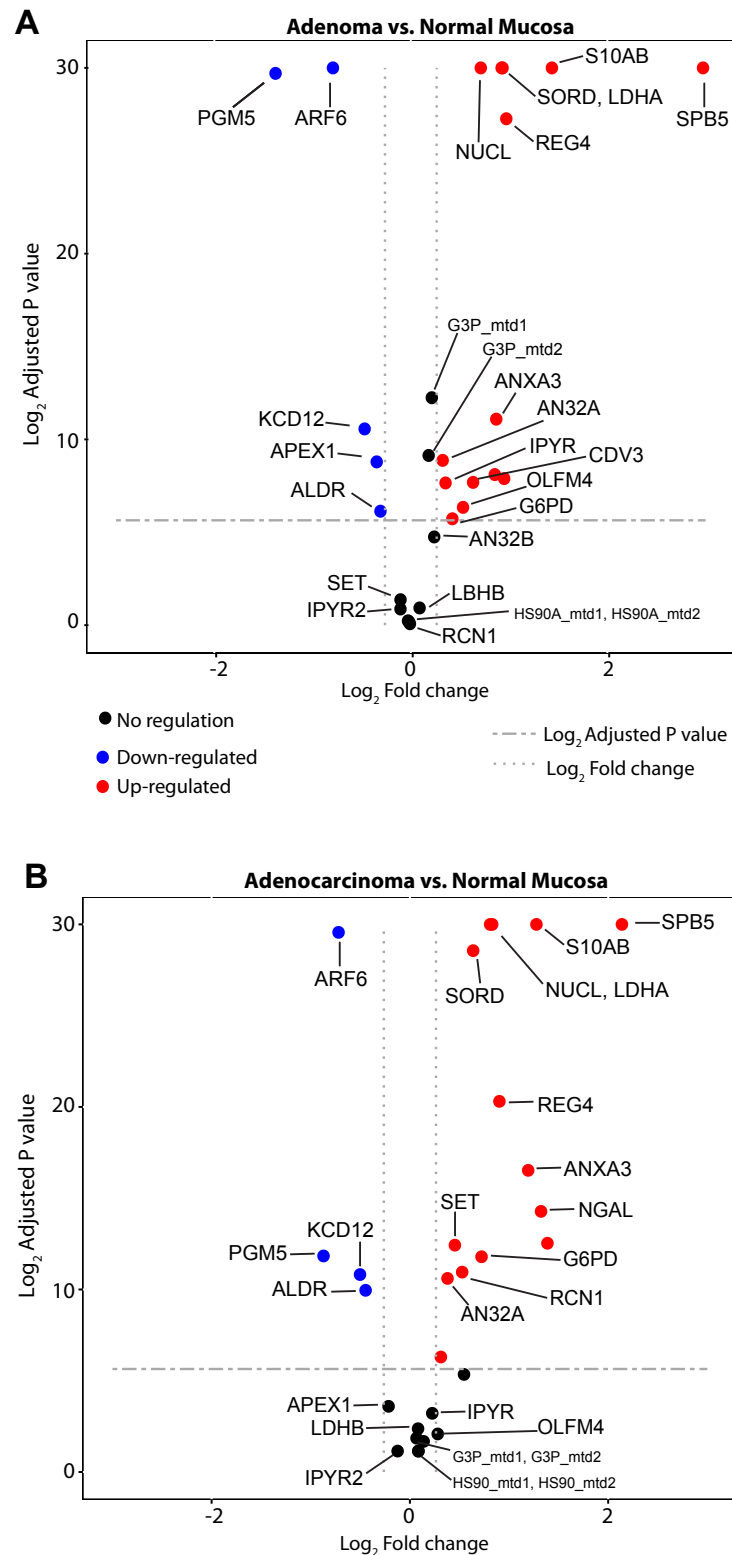 A
Adenoma vs. Normal Mucosa
30
S10AB
SORD, LDHA
PGM5
ARF6
SPB5
NUCL
REG4
20
Log2 Adjusted P value
G3P_mtd1
G3P_mtd2
ANXA3
AN32A
KCD12
10
IPYR
CDV3
APEX1
OLFM4
ALDR
G6PD
AN32B
SET
LBHB
IPYR2
HS90A_mtd1, HS90A_mtd2
0
RCN1
-2
0
2
Log2 Fold change
No regulation
Down-regulated
Up-regulated
Log2 Adjusted P value
Log2 Fold change
B
Adenocarcinoma vs. Normal Mucosa
30
SPB5
S10AB
ARF6
SORD
NUCL, LDHA
20
REG4
Log2 Adjusted P value
ANXA3
SET
NGAL
KCD12
PGM5
G6PD
10
ALDR
RCN1
AN32A
APEX1
IPYR
LDHB
OLFM4
G3P_mtd1, G3P_mtd2
IPYR2
HS90_mtd1, HS90_mtd2
0
-2
0
2
Log2 Fold change